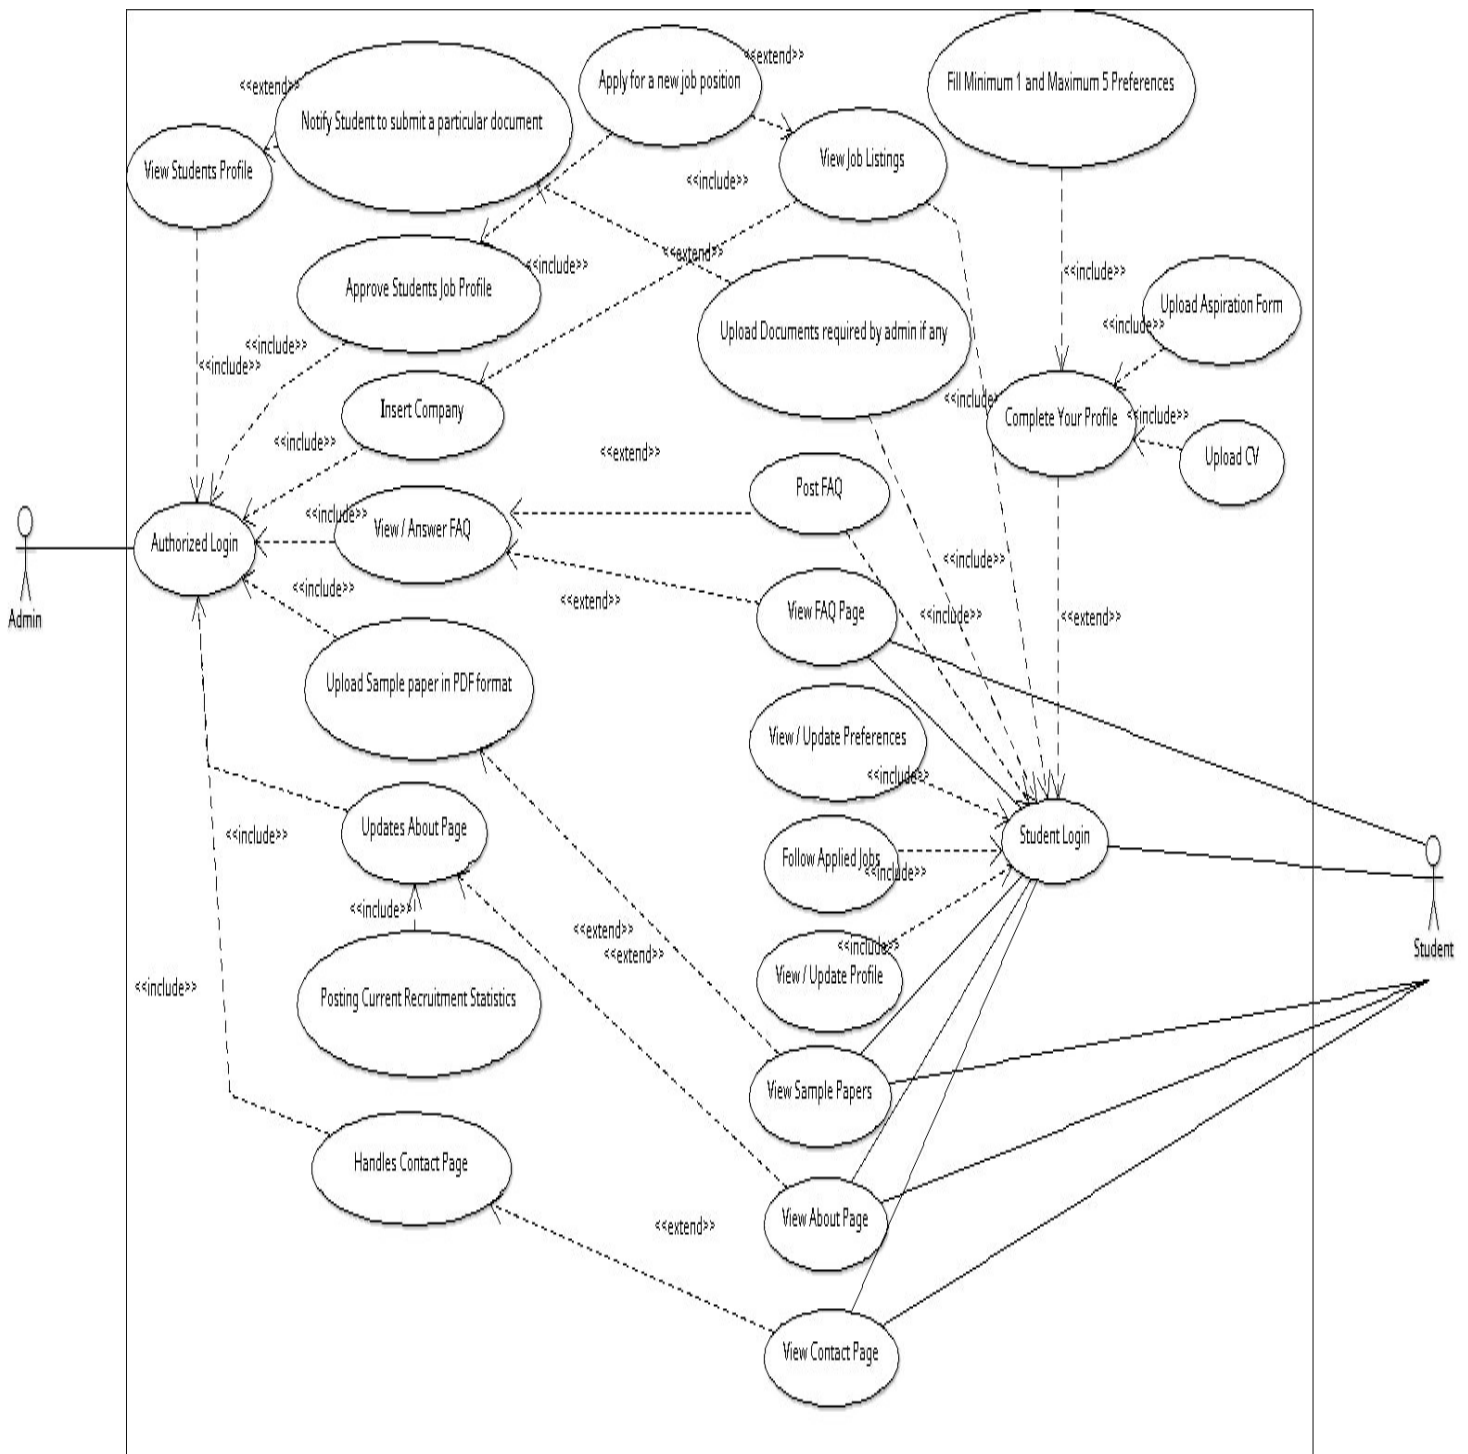 <<extend>>
Apply for a new job position
<<extend>>
Fill Minimum 1 and Maximum 5 Preferences
Notify Student to submit a particular document
View Students Profile
View Job Listings
<<include>>
<<extend>>
<<include>>
<<include>>
Approve Students Job Profile
Upload Aspiration Form
<<include>>
Upload Documents required by admin if any
<<include>>
<<include>>
Insert Company
<<include>>
Complete Your Profile
<<include>>
<<include>>
<<extend>>
Upload CV
Post FAQ
<<include>>
View / Answer FAQ
Authorized Login
<<include>>
<<include>>
<<extend>>
View FAQ Page
<<include>>
<<extend>>
Admin
Upload Sample paper in PDF format
View / Update Preferences
<<include>>
Updates About Page
<<include>>
Student Login
Follow Applied Jobs
<<include>>
<<include>>
<<extend>>
<<extend>>
<<include>>
Student
View / Update Profile
<<include>>
Posting Current Recruitment Statistics
View Sample Papers
Handles Contact Page
View About Page
<<extend>>
View Contact Page